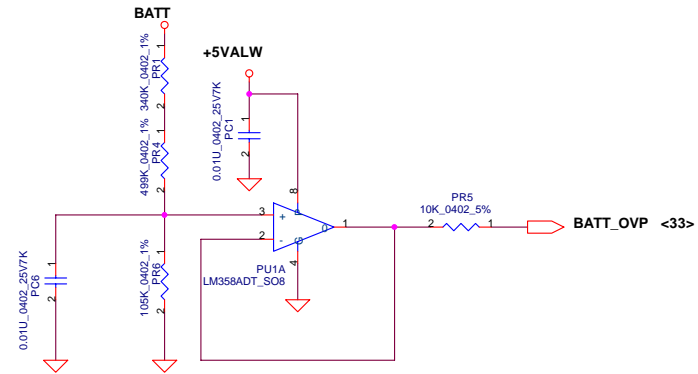 BATT
1
340K_0402_1%
PR1
2
1
499K_0402_1%
PR4
2
+5VALW
1
0.01U_0402_25V7K
PC1
2
8
P
3
+
2
-
O
1
G
4
PU1A
LM358ADT_SO8
PR5
10K_0402_5%
2
1
BATT_OVP <33>
1
0.01U_0402_25V7K
PC6
2
1
105K_0402_1%
PR6
2